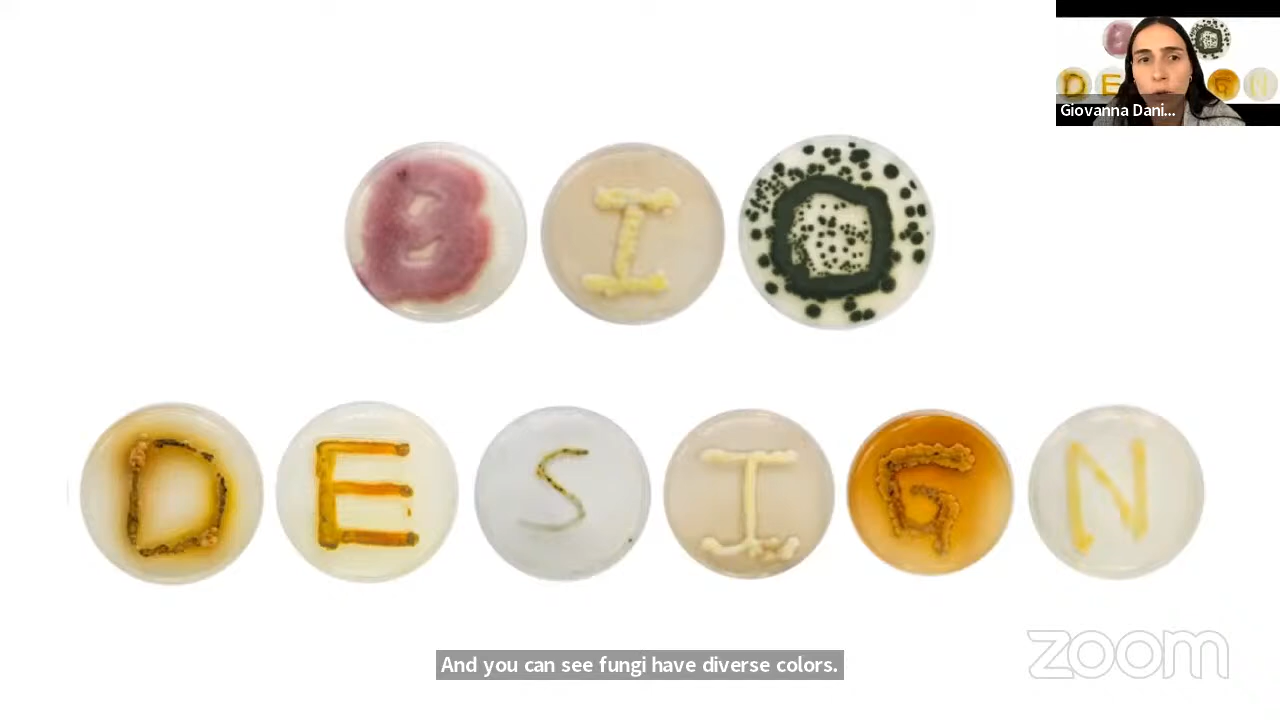 Giovanna Dani...
BIO
DESIGN
And you can see fungi have diverse colors.
zoom